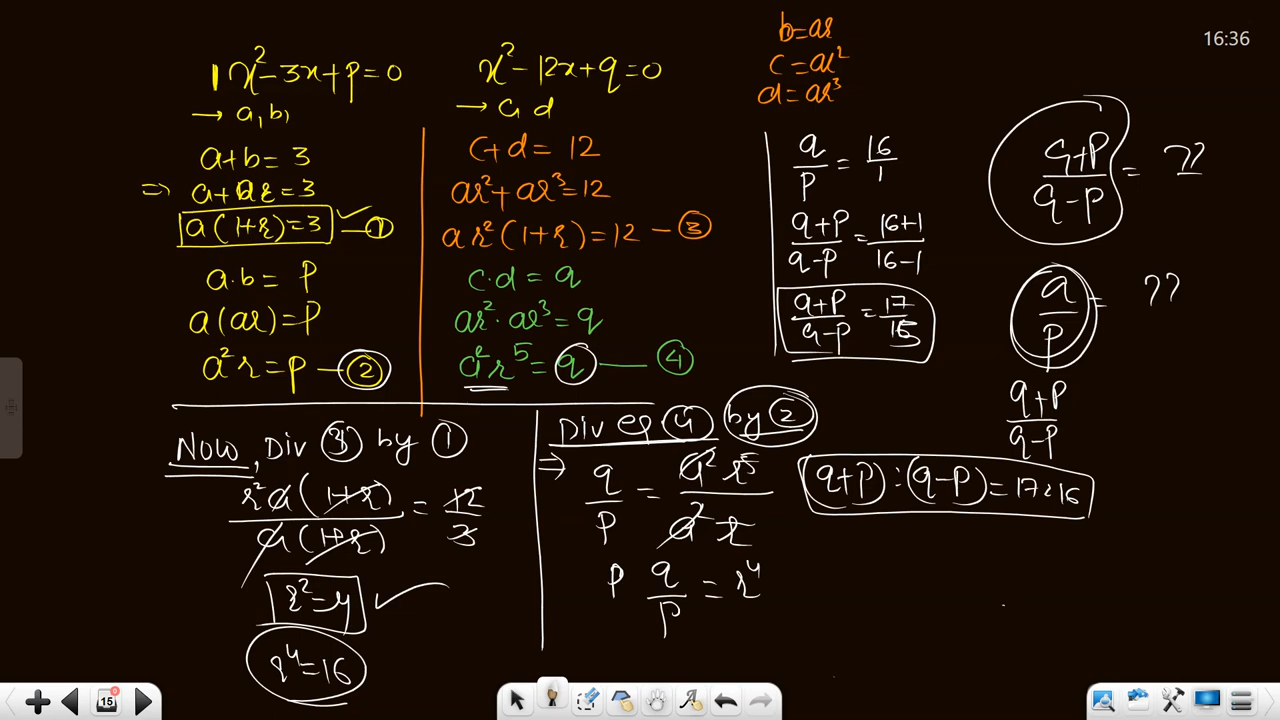 16:36
1x²-3x+p=0
→ a, b
a+b = 3
⇒ a+ar=3
a(1+r)=3 — ①
a·b = p
a(ar)=p
a²r = p — ②
x²-12x+q=0
→ c, d
c+d = 12
ar²+ar³=12
ar²(1+r)=12 — ③
c·d = q
ar²·ar³=q
a²r⁵=q — ④
b=ar
c=ar²
d=ar³
q/p = 16/1
(q+p)/(q-p) = (16+1)/(16-1)
(q+p)/(q-p) = 17/15
(q+p)/(q-p) = ??
q/p = ??
(q+p)/(q-p)
(q+p):(q-p)=17:16
Now, Div ③ by ①
r²a(1+r)/a(1+r) = 12/3
r²=4
r⁴=16
Div eq ④ by ②
⇒ q/p = a²r⁵/a²r
p q/p = r⁴
15